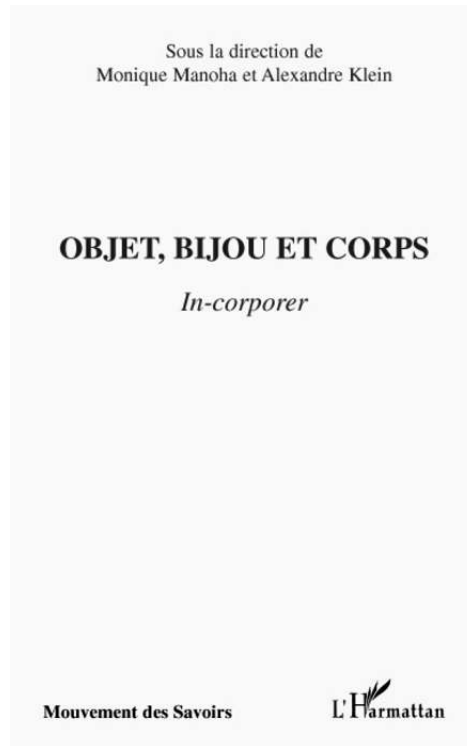 Sous la direction de
Monique Manoha et Alexandre Klein
OBJET, BIJOU ET CORPS
In-corporer
Mouvement des Savoirs
L'Harmattan